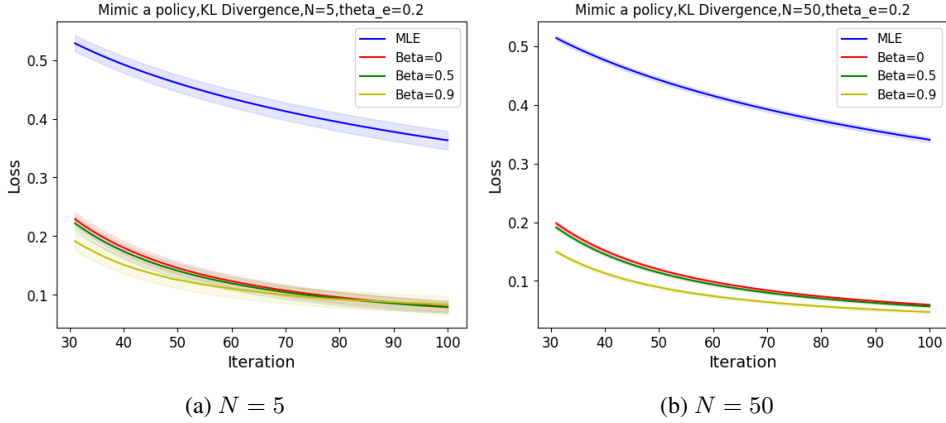 Mimic a policy,KL Divergence,N=5,theta_e=0.2
MLE
Beta=0
Beta=0.5
Beta=0.9
Loss
0.5
0.4
0.3
0.2
0.1
30 40 50 60 70 80 90 100
Iteration
(a) N = 5
Mimic a policy,KL Divergence,N=50,theta_e=0.2
MLE
Beta=0
Beta=0.5
Beta=0.9
Loss
0.5
0.4
0.3
0.2
0.1
30 40 50 60 70 80 90 100
Iteration
(b) N = 50